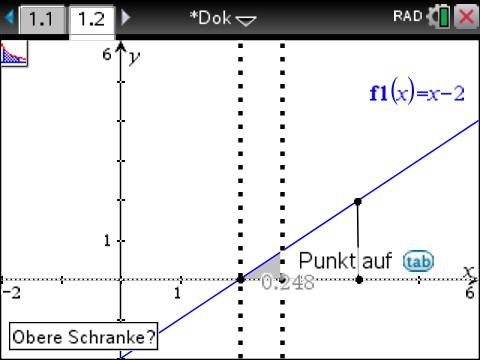 1.1 1.2 *Dok RAD
6 y
f1(x)=x-2
1
Punkt auf tab
0.248
-2 1 x 6
Obere Schranke?